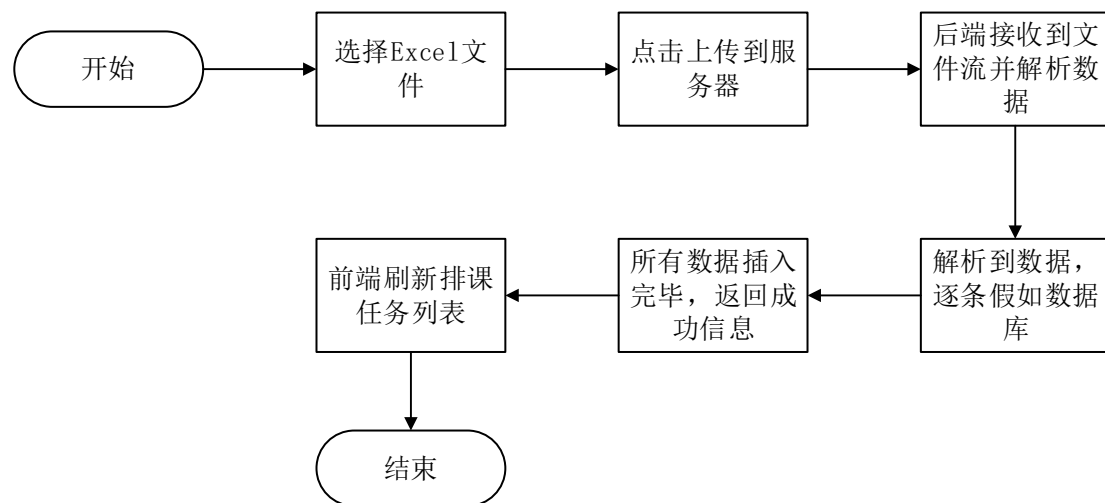 开始
选择Excel文
件
点击上传到服
务器
后端接收到文
件流并解析数
据
解析到数据，
逐条假如数据
库
所有数据插入
完毕，返回成
功信息
前端刷新排课
任务列表
结束